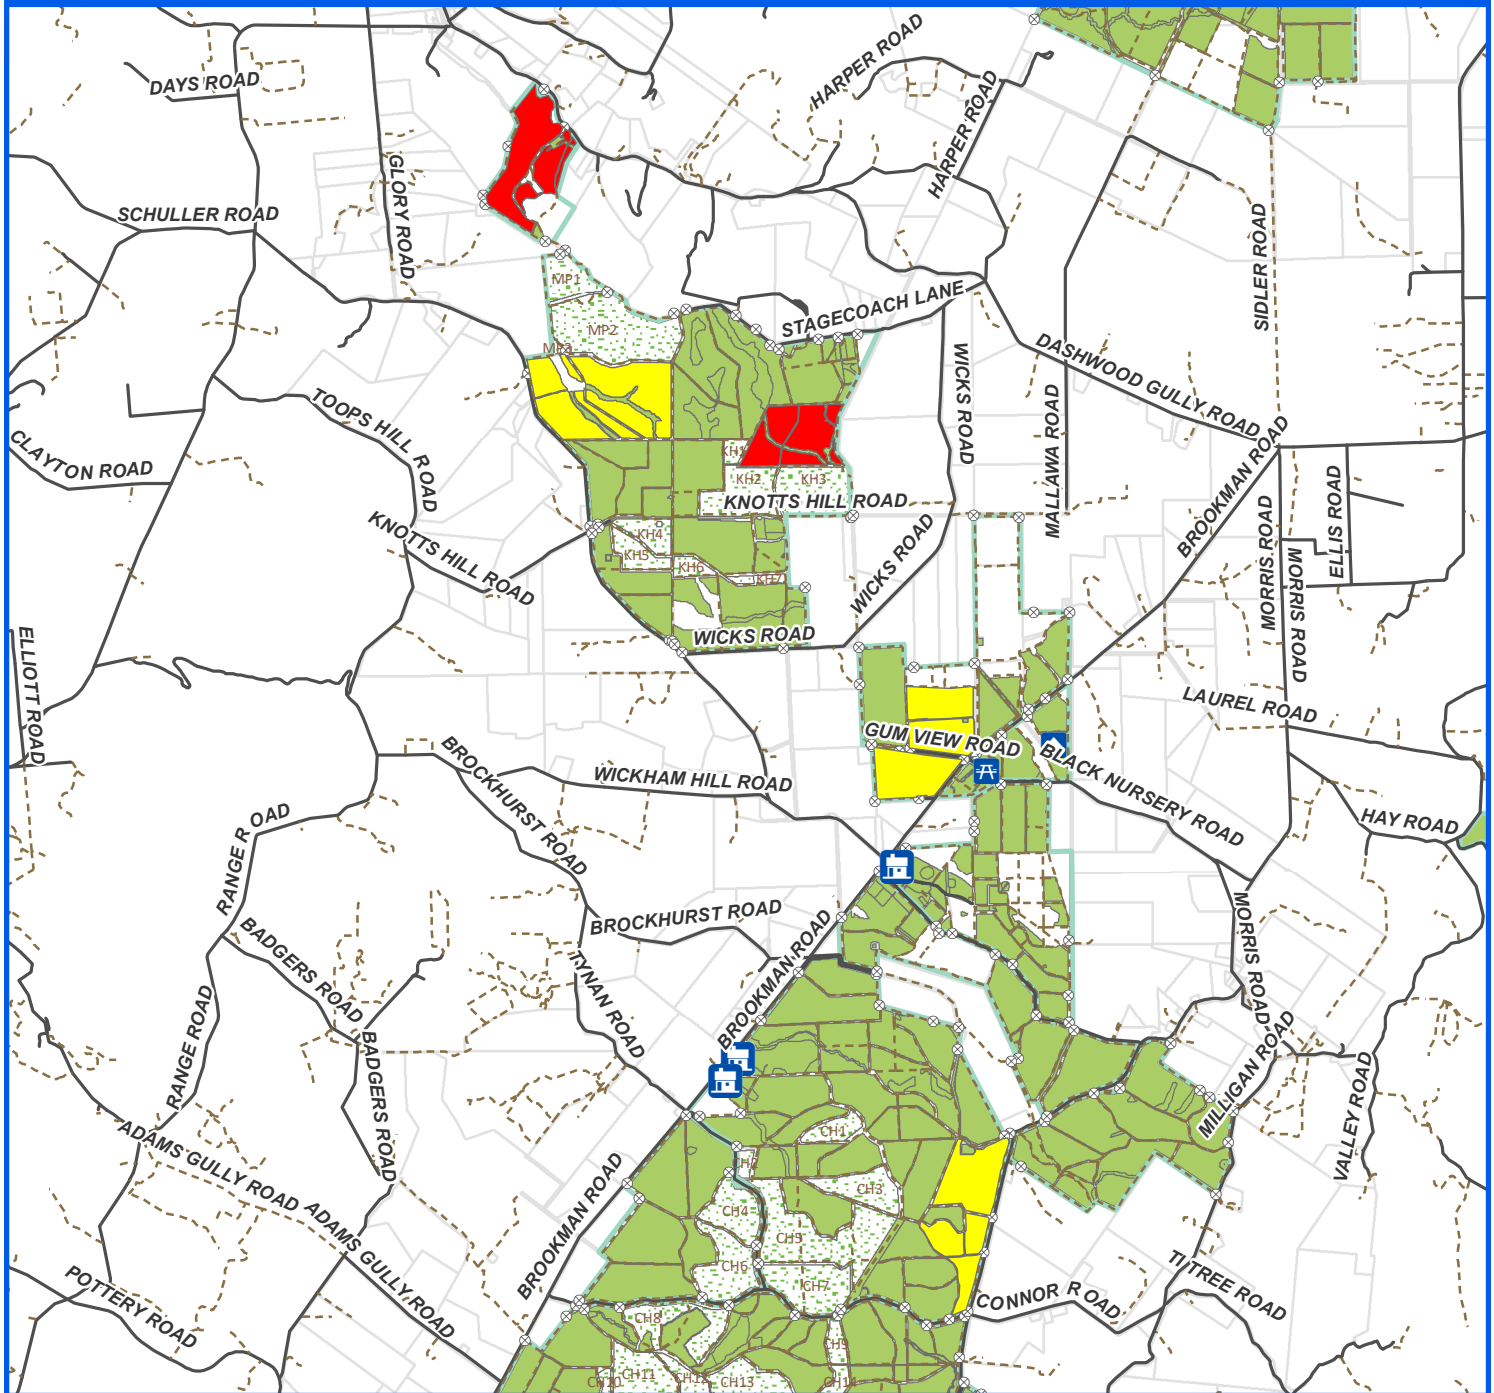 HARPER ROAD
DAYS ROAD
HARPER ROAD
GLORY ROAD
SCHULLER ROAD
SIDLER ROAD
MP1
STAGECOACH LANE
MP2
MP3
WICKS ROAD
DASHWOOD GULLY ROAD
TOOPS HILL ROAD
MALLAWA ROAD
CLAYTON ROAD
KH1
KH2
KH3
BROOKMAN ROAD
KNOTTS HILL ROAD
ELLIS ROAD
MORRIS ROAD
KNOTTS HILL ROAD
KH4
KH5
KH6
KH7
WICKS ROAD
MORRIS ROAD
WICKS ROAD
ELLIOTT ROAD
LAUREL ROAD
GUM VIEW ROAD
BROCKHURST ROAD
WICKHAM HILL ROAD
BLACK NURSERY ROAD
HAY ROAD
RANGE ROAD
BROCKHURST ROAD
BADGERS ROAD
BROOKMAN ROAD
MORRIS ROAD
TYNAN ROAD
RANGE ROAD
BADGERS ROAD
MILLIGAN ROAD
VALLEY ROAD
ADAMS GULLY ROAD
CH1
CH2
CH3
CH4
CH5
CH6
CH7
BROOKMAN ROAD
ADAMS GULLY ROAD
TI TREE ROAD
POTTERY ROAD
CONNOR ROAD
CH8
CH9
CH10
CH11
CH12
CH13
CH14